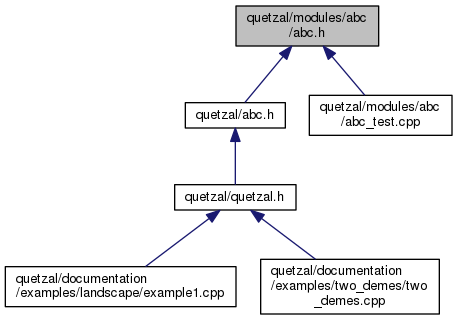 quetzal/modules/abc
/abc.h
quetzal/abc.h
quetzal/modules/abc
/abc_test.cpp
quetzal/quetzal.h
quetzal/documentation
/examples/landscape/example1.cpp
quetzal/documentation
/examples/two_demes/two
_demes.cpp